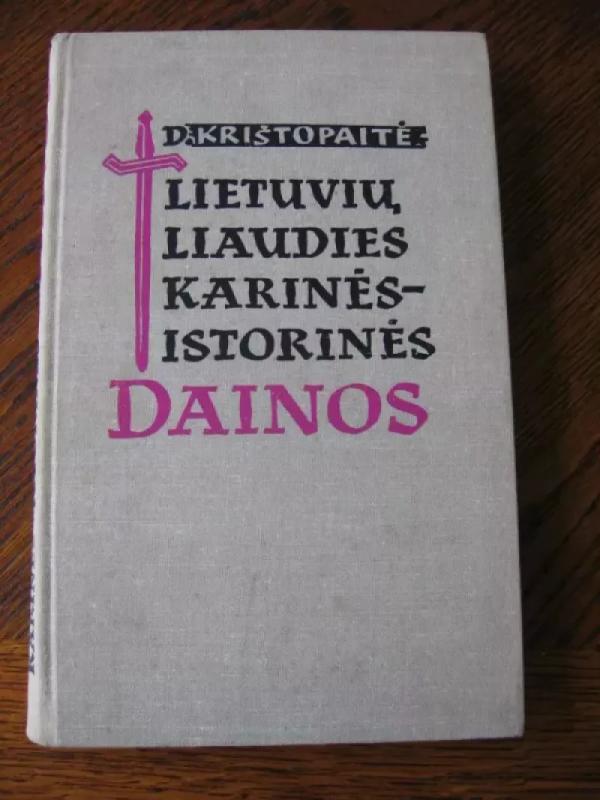 D. KRIŠTOPAITĖ
LIETUVIŲ
LIAUDIES
KARINĖS-
ISTORINĖS
DAINOS